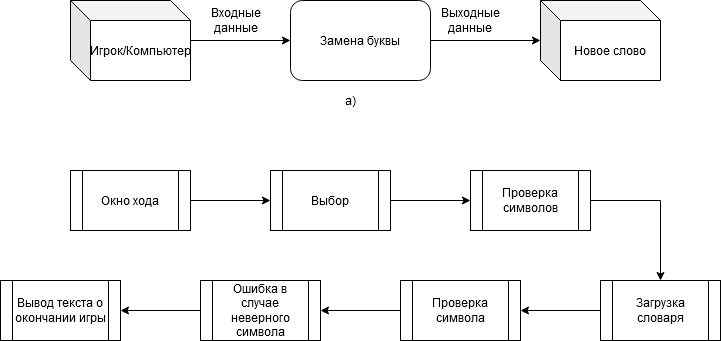 Входные
данные
Выходные
данные
Игрок/Компьютер
Замена буквы
Новое слово
а)
Окно хода
Выбор
Проверка
символов
Загрузка
словаря
Проверка
символа
Ошибка в
случае
неверного
символа
Вывод текста о
окончании игры